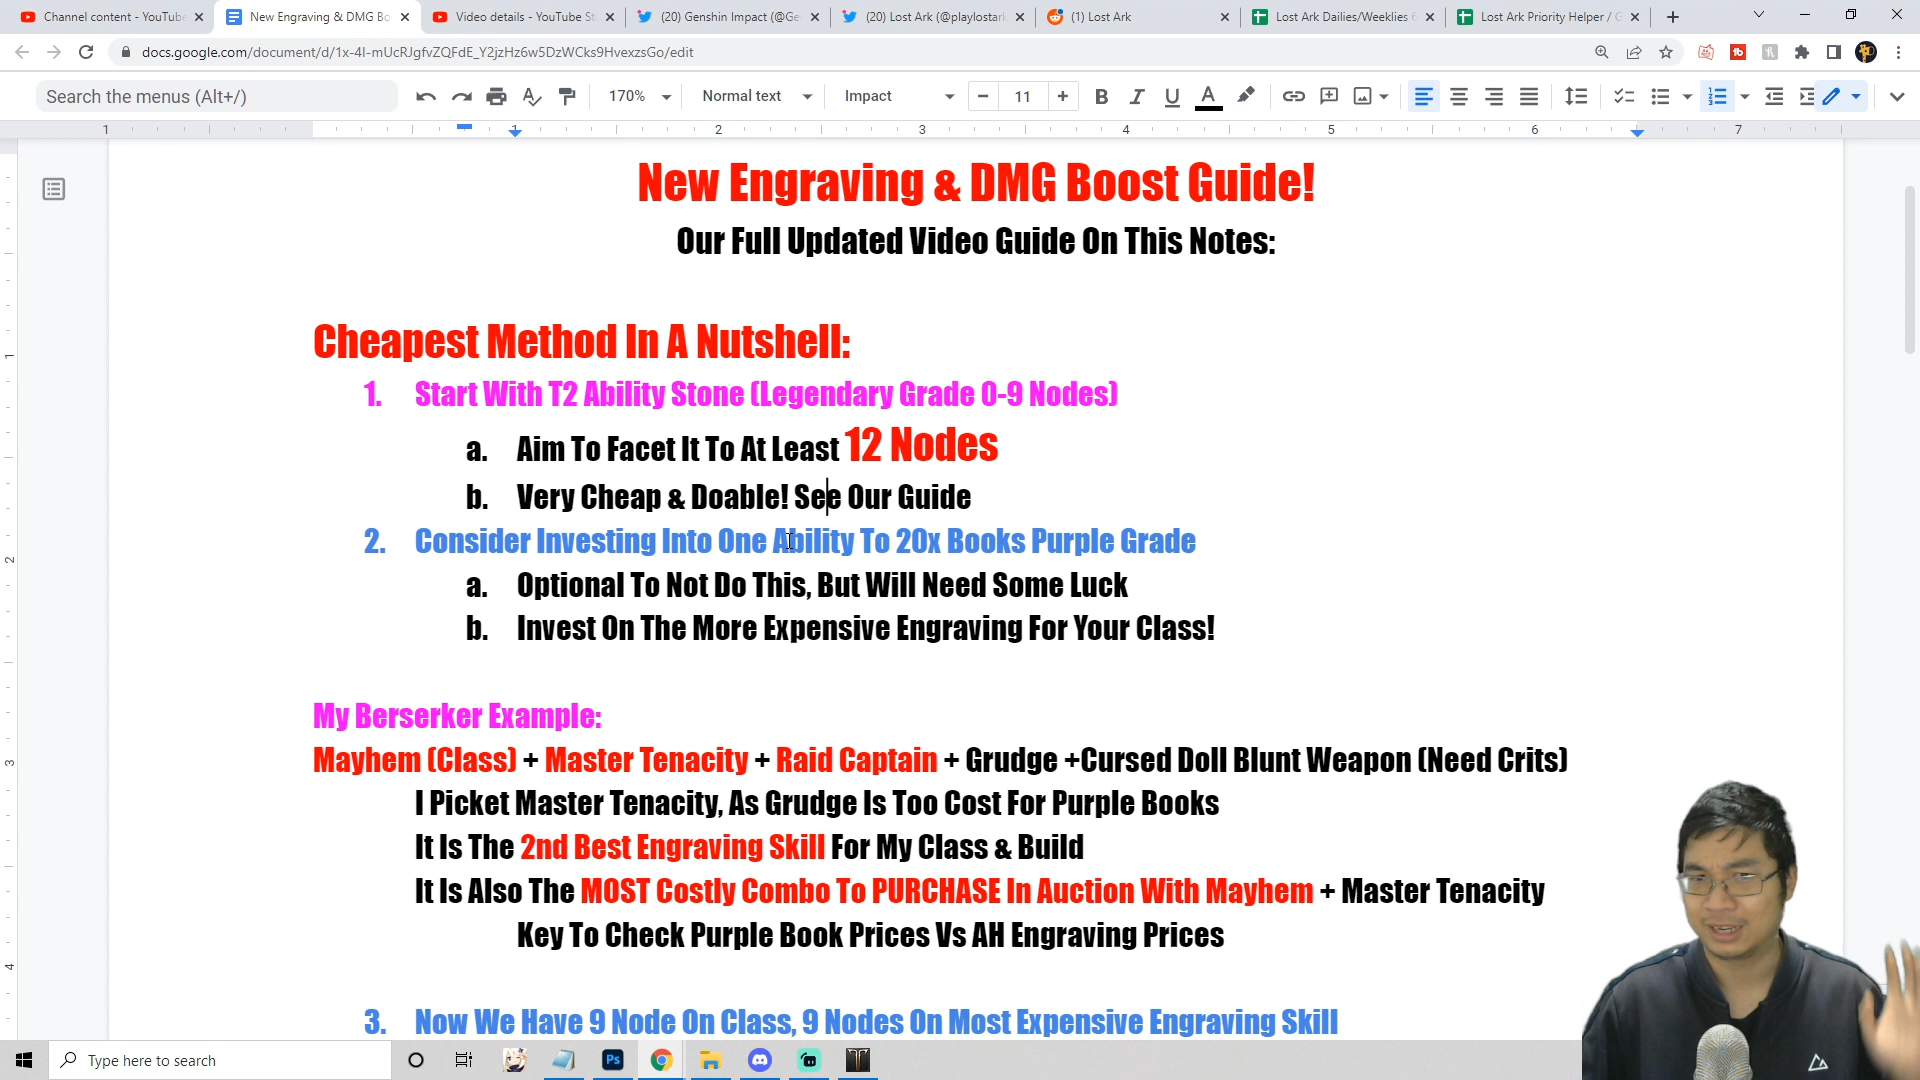 Channel content - YouTube
New Engraving & DMG Bo
Video details - YouTube St
(20) Genshin Impact (@Ge
(20) Lost Ark (@playlostark
(1) Lost Ark
Lost Ark Dailies/Weeklies
Lost Ark Priority Helper / G
docs.google.com/document/d/1x-4l-mUcRJgfvZQFdE_Y2jzHz6w5DzWCks9HvexzsGo/edit
Search the menus (Alt+/)
170%
Normal text
Impact
11
1 1 2 3 4 5 6 7
New Engraving & DMG Boost Guide!
Our Full Updated Video Guide On This Notes:
Cheapest Method In A Nutshell:
1. Start With T2 Ability Stone (Legendary Grade 0-9 Nodes)
a. Aim To Facet It To At Least 12 Nodes
b. Very Cheap & Doable! See Our Guide
2. Consider Investing Into One Ability To 20x Books Purple Grade
a. Optional To Not Do This, But Will Need Some Luck
b. Invest On The More Expensive Engraving For Your Class!
My Berserker Example:
Mayhem (Class) + Master Tenacity + Raid Captain + Grudge +Cursed Doll Blunt Weapon (Need Crits)
I Picket Master Tenacity, As Grudge Is Too Cost For Purple Books
It Is The 2nd Best Engraving Skill For My Class & Build
It Is Also The MOST Costly Combo To PURCHASE In Auction With Mayhem + Master Tenacity
Key To Check Purple Book Prices Vs AH Engraving Prices
3. Now We Have 9 Node On Class, 9 Nodes On Most Expensive Engraving Skill
Type here to search